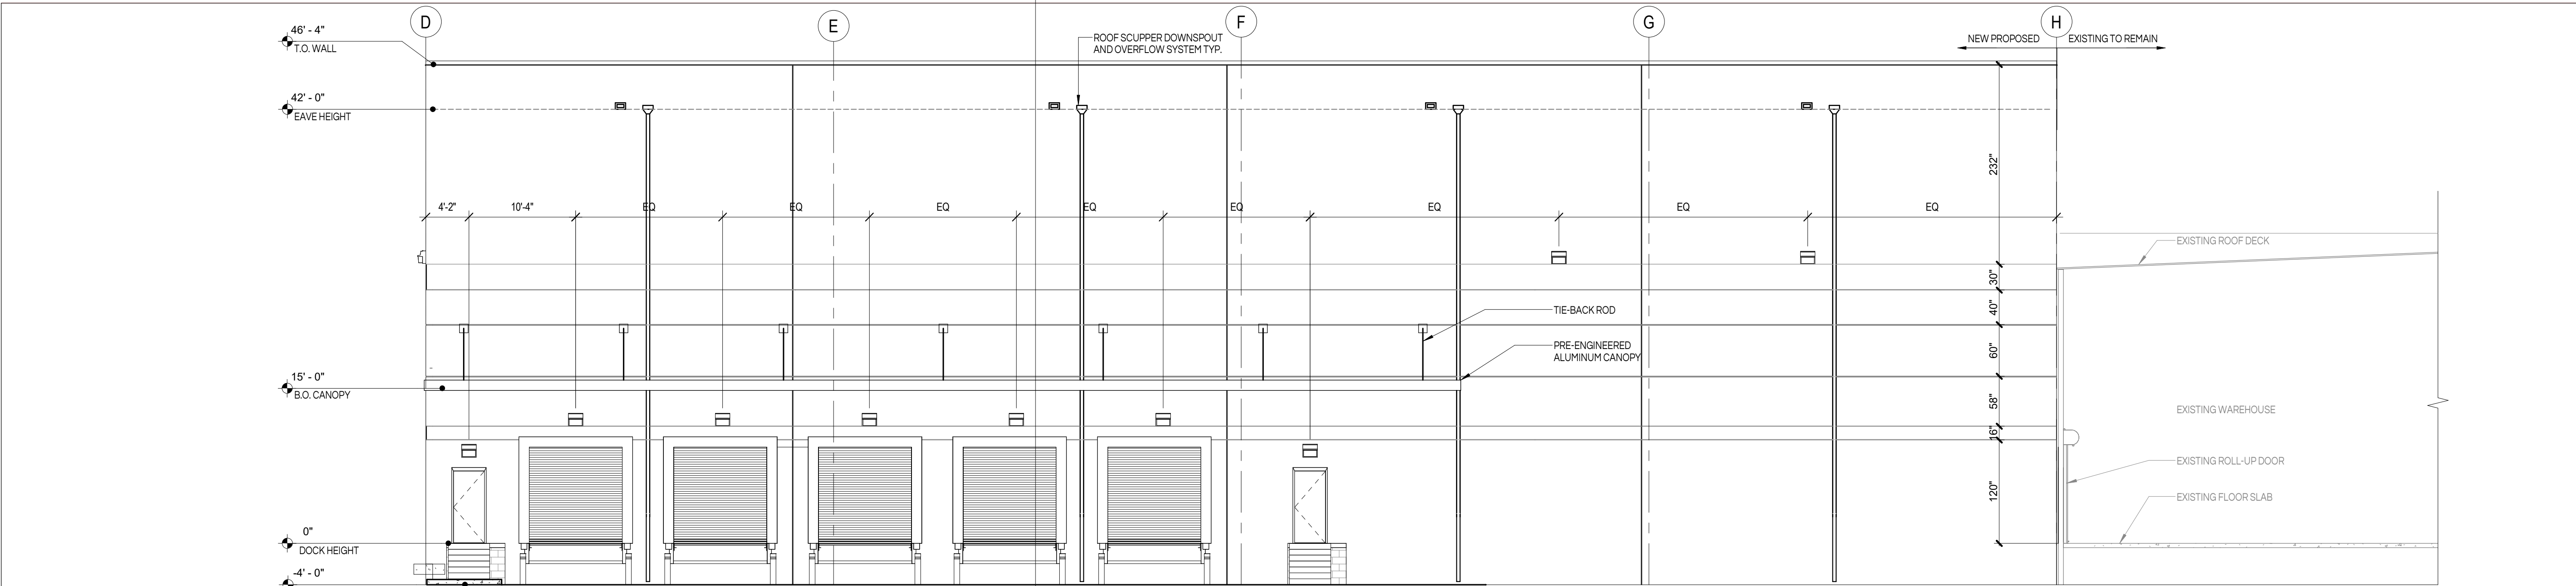 D
E
F
G
H
46' - 4"
T.O. WALL
ROOF SCUPPER DOWNSPOUT
AND OVERFLOW SYSTEM TYP.
NEW PROPOSED
EXISTING TO REMAIN
42' - 0"
EAVE HEIGHT
232"
4'-2"
10'-4"
EQ
EQ
EQ
EQ
EQ
EQ
EQ
EQ
EXISTING ROOF DECK
30"
40"
TIE-BACK ROD
60"
PRE-ENGINEERED
ALUMINUM CANOPY
15' - 0"
B.O. CANOPY
58"
EXISTING WAREHOUSE
16"
EXISTING ROLL-UP DOOR
120"
EXISTING FLOOR SLAB
0"
DOCK HEIGHT
-4' - 0"